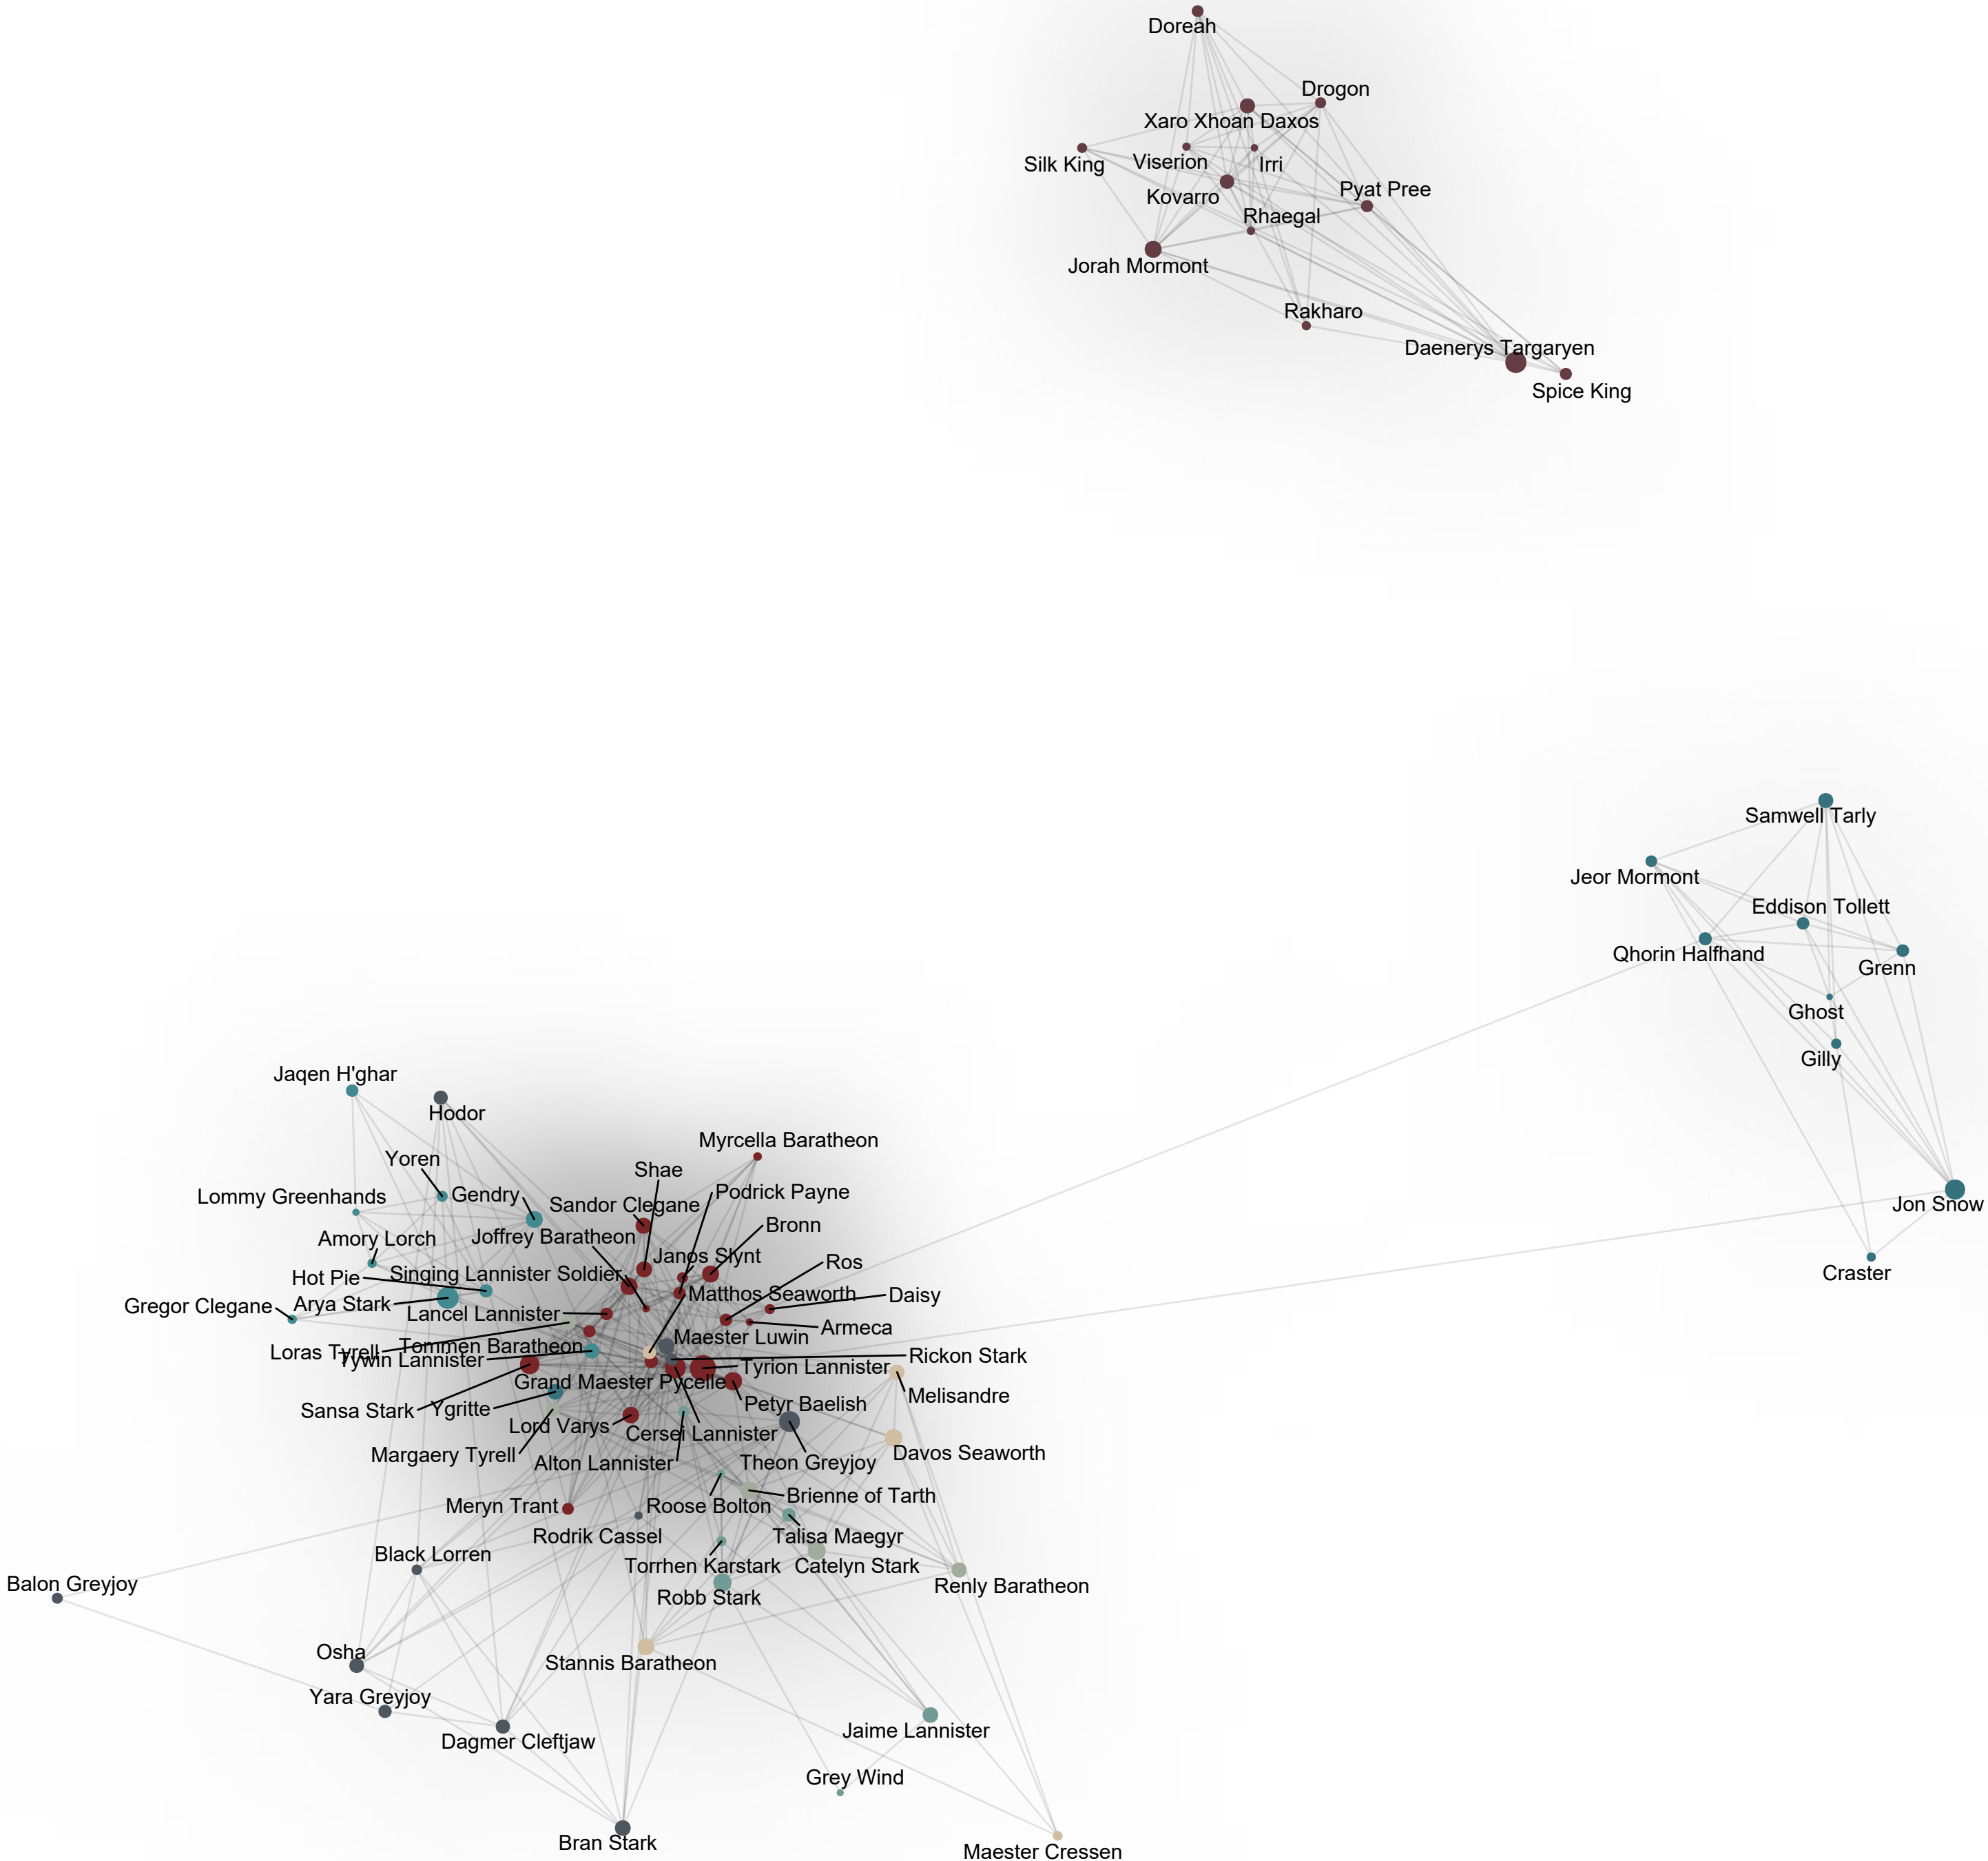 Doreah
Drogon
Xaro Xhoan Daxos
Silk King
Viserion
Irri
Kovarro
Pyat Pree
Rhaegal
Jorah Mormont
Rakharo
Daenerys Targaryen
Spice King
Samwell Tarly
Jeor Mormont
Eddison Tollett
Qhorin Halfhand
Grenn
Ghost
Gilly
Jon Snow
Craster
Jaqen H'ghar
Hodor
Myrcella Baratheon
Yoren
Shae
Lommy Greenhands
Gendry
Podrick Payne
Sandor Clegane
Bronn
Amory Lorch
Joffrey Baratheon
Janos Slynt
Ros
Hot Pie
Singing Lannister Soldier
Matthos Seaworth
Daisy
Gregor Clegane
Arya Stark
Lancel Lannister
Armeca
Maester Luwin
Loras Tyrell
Tommen Baratheon
Tywin Lannister
Rickon Stark
Tyrion Lannister
Grand Maester Pycelle
Melisandre
Sansa Stark
Ygritte
Petyr Baelish
Lord Varys
Cersei Lannister
Margaery Tyrell
Alton Lannister
Theon Greyjoy
Davos Seaworth
Meryn Trant
Roose Bolton
Brienne of Tarth
Rodrik Cassel
Talisa Maegyr
Black Lorren
Torrhen Karstark
Catelyn Stark
Balon Greyjoy
Robb Stark
Renly Baratheon
Osha
Stannis Baratheon
Yara Greyjoy
Dagmer Cleftjaw
Jaime Lannister
Grey Wind
Bran Stark
Maester Cressen